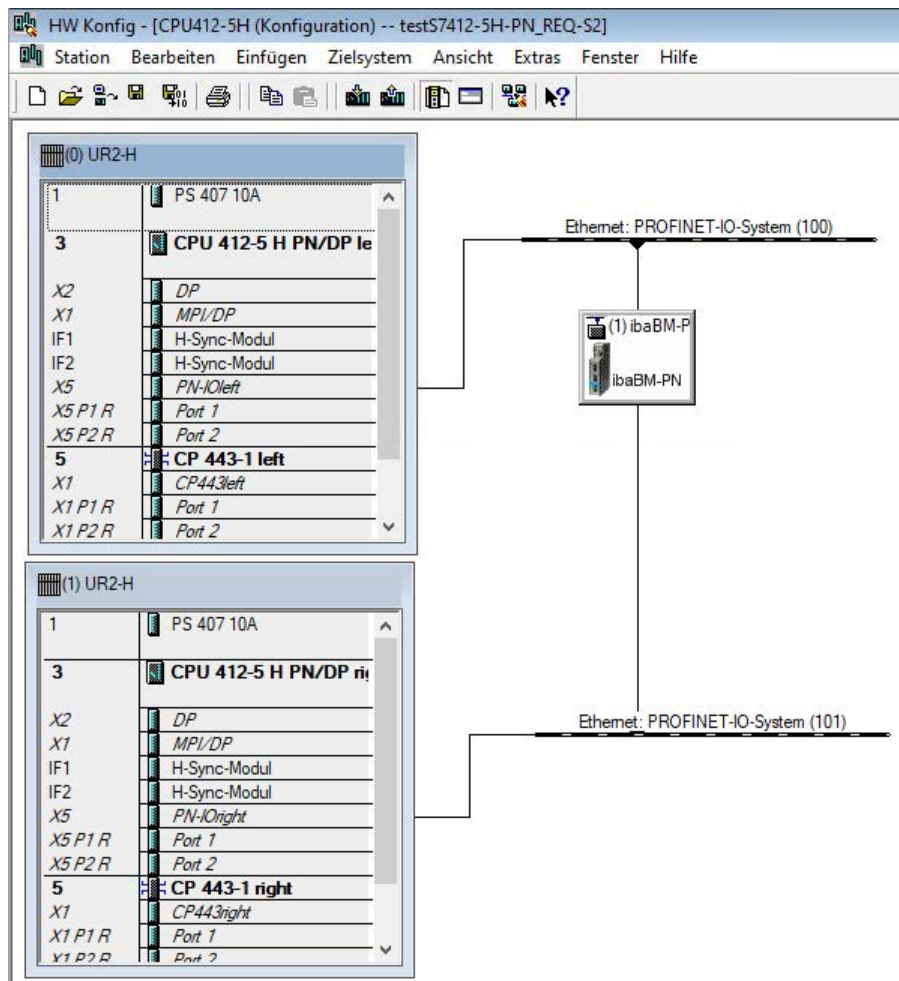 HW Konfig - [CPU412-5H (Konfiguration) -- testS7412-5H-PN_REQ-S2]
Station Bearbeiten Einfügen Zielsystem Ansicht Extras Fenster Hilfe
(0) UR2-H
1 PS 407 10A
3 CPU 412-5 H PN/DP le
X2 DP
X1 MPI/DP
IF1 H-Sync-Modul
IF2 H-Sync-Modul
X5 PN-IOleft
X5 P1 R Port 1
X5 P2 R Port 2
5 CP 443-1 left
X1 CP443left
X1 P1 R Port 1
X1 P2 R Port 2
Ethernet: PROFINET-IO-System (100)
(1) ibaBM-P
ibaBM-PN
(1) UR2-H
1 PS 407 10A
3 CPU 412-5 H PN/DP rig
X2 DP
X1 MPI/DP
IF1 H-Sync-Modul
IF2 H-Sync-Modul
X5 PN-IOright
X5 P1 R Port 1
X5 P2 R Port 2
5 CP 443-1 right
X1 CP443right
X1 P1 R Port 1
X1 P2 R Port 2
Ethernet: PROFINET-IO-System (101)